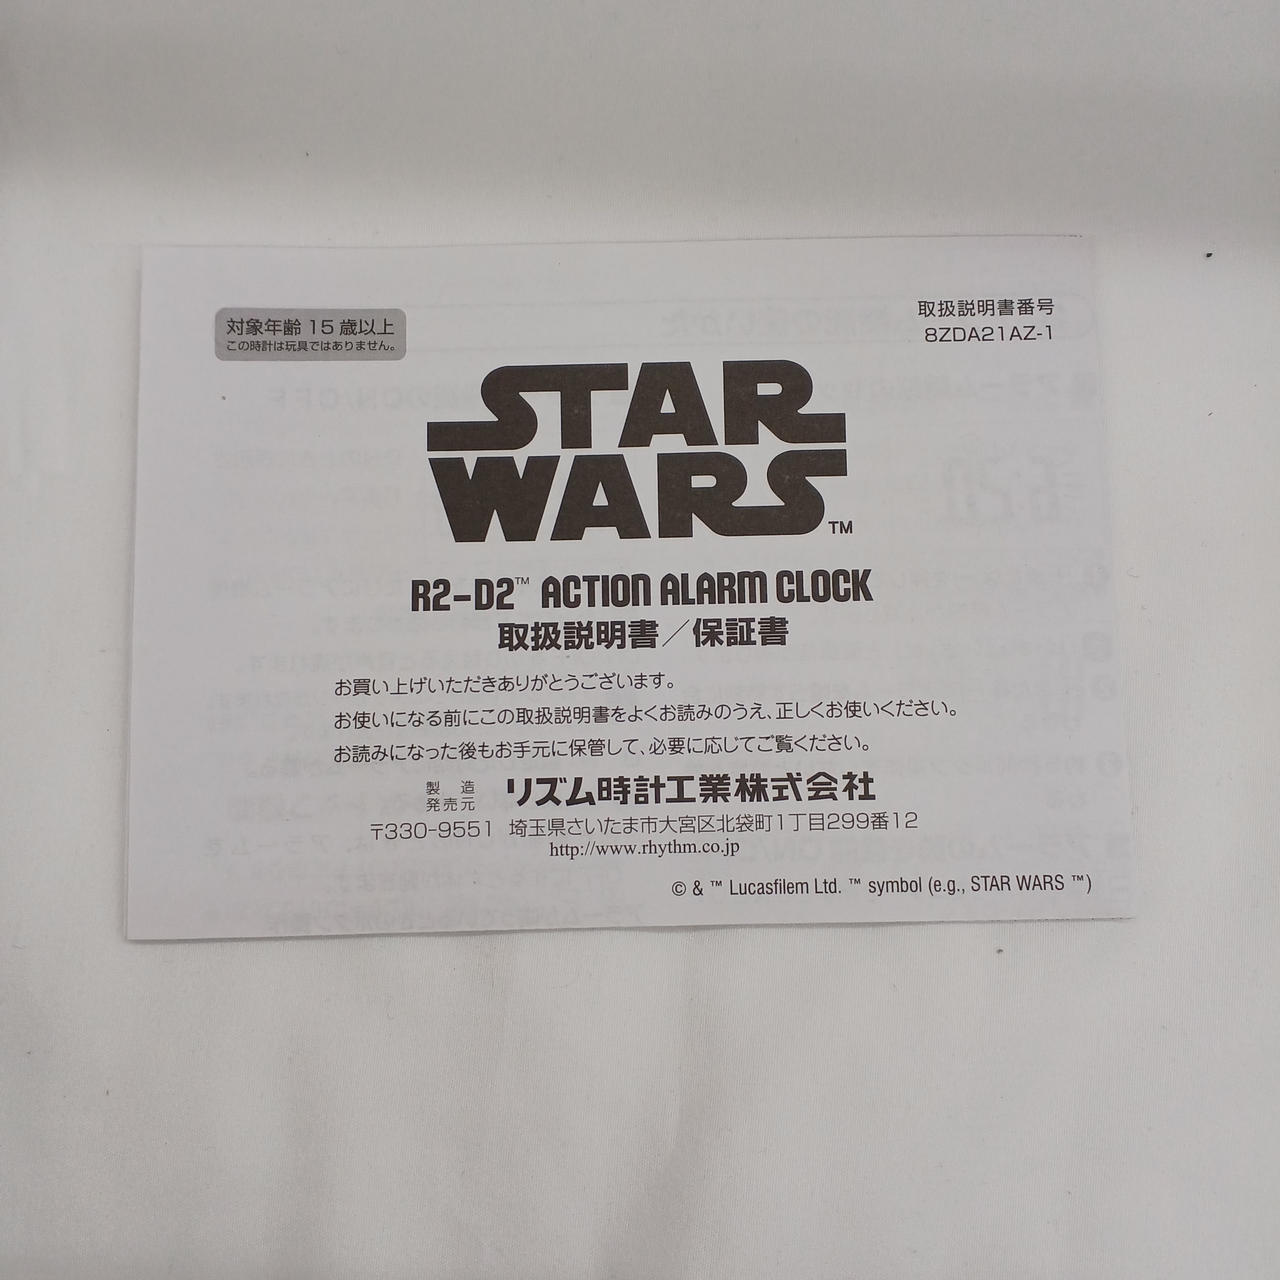 対象年齢 15 歳以上
この時計は玩具ではありません。
取扱説明書番号
8ZDA21AZ-1
STAR
WARS™
R2-D2™ ACTION ALARM CLOCK
取扱説明書／保証書
お買い上げいただきありがとうございます。
お使いになる前にこの取扱説明書をよくお読みのうえ、正しくお使いください。
お読みになった後もお手元に保管して、必要に応じてご覧ください。
製造発売元 リズム時計工業株式会社
〒330-9551 埼玉県さいたま市大宮区北袋町1丁目299番12
http://www.rhythm.co.jp
© & ™ Lucasfilem Ltd. ™ symbol (e.g., STAR WARS ™)